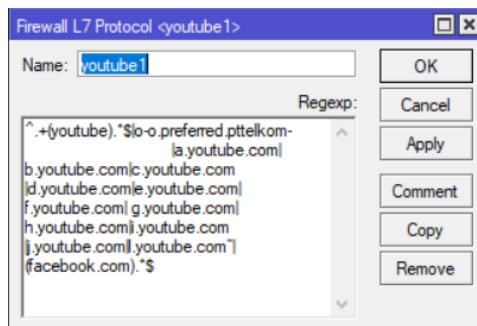 Firewall L7 Protocol <youtube1>
Name: youtube1
OK
Regexp:
Cancel
^.+(youtube).*$|o-o.preferred.pttelkom-
|a.youtube.com|
Apply
b.youtube.com|c.youtube.com
|d.youtube.com|e.youtube.com|
Comment
f.youtube.com| g.youtube.com|
h.youtube.com|i.youtube.com
Copy
|j.youtube.com|l.youtube.com~|
(facebook.com).*$
Remove